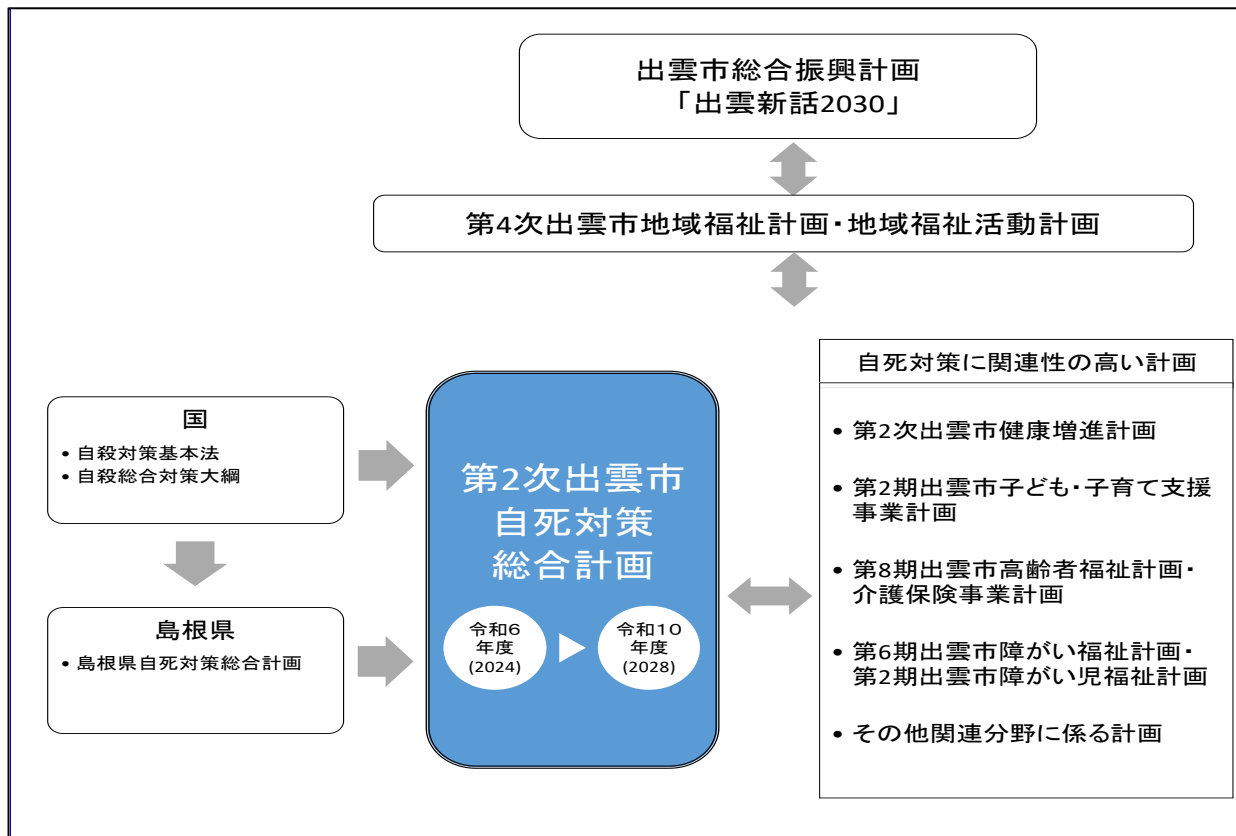 出雲市総合振興計画
「出雲新話2030」
第4次出雲市地域福祉計画・地域福祉活動計画
国
• 自殺対策基本法
• 自殺総合対策大綱
島根県
• 島根県自死対策総合計画
第2次出雲市
自死対策
総合計画
令和6
年度
(2024)
令和10
年度
(2028)
自死対策に関連性の高い計画
• 第2次出雲市健康増進計画
• 第2期出雲市子ども・子育て支援
事業計画
• 第8期出雲市高齢者福祉計画・
介護保険事業計画
• 第6期出雲市障がい福祉計画・
第2期出雲市障がい児福祉計画
• その他関連分野に係る計画